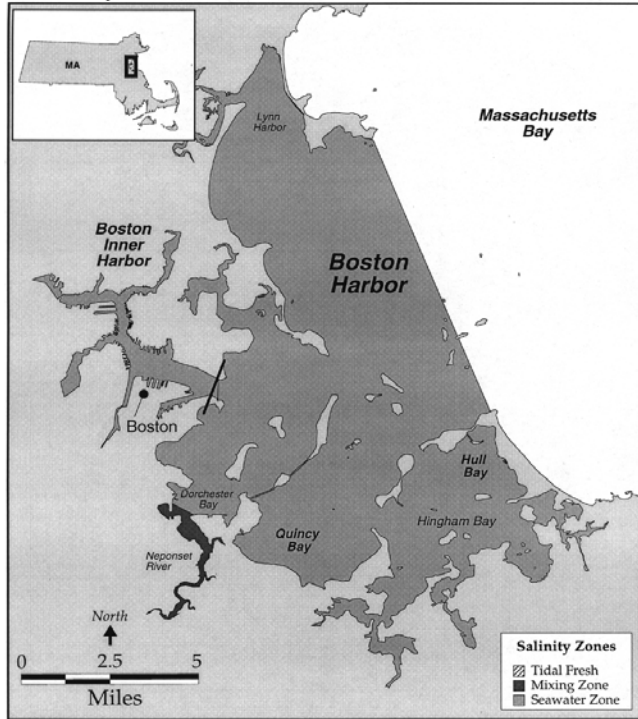 MA
Lynn
Harbor
Massachusetts
Bay
Boston
Inner
Harbor
Boston
Harbor
Boston
Dorchester
Bay
Neponset
River
Quincy
Bay
Hull
Bay
Hingham Bay
North
0 2.5 5
Miles
Salinity Zones
Tidal Fresh
Mixing Zone
Seawater Zone